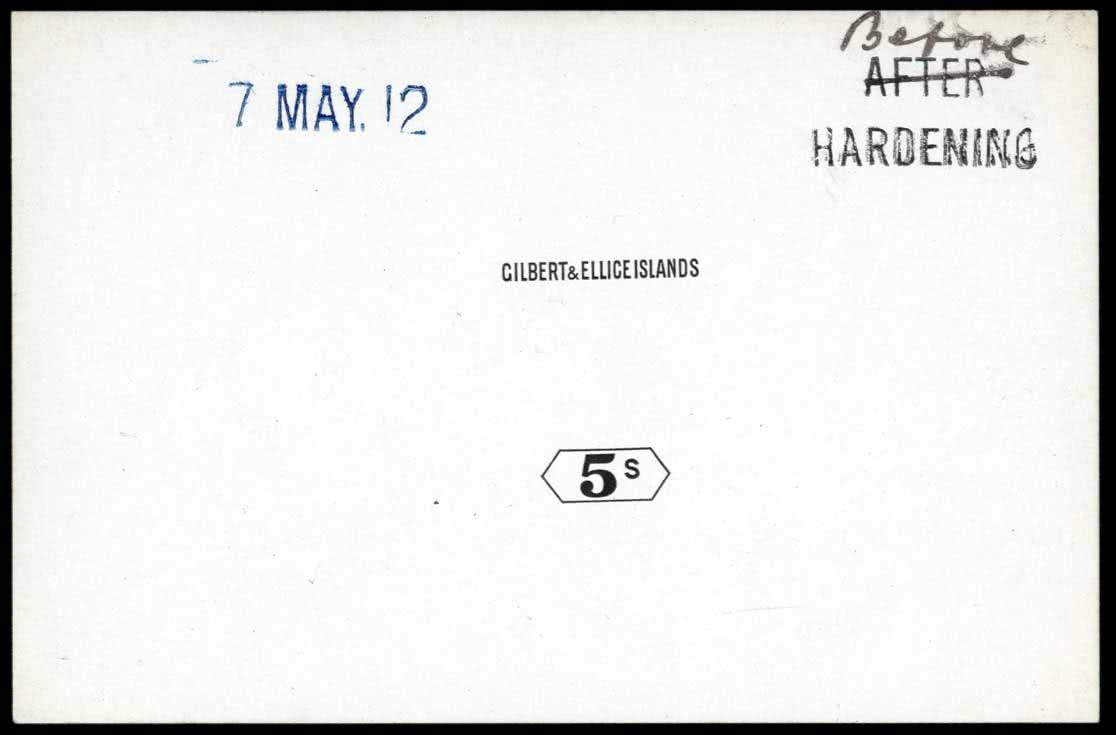 Before
AFTER
7 MAY. 12
HARDENING
GILBERT & ELLICE ISLANDS
5s